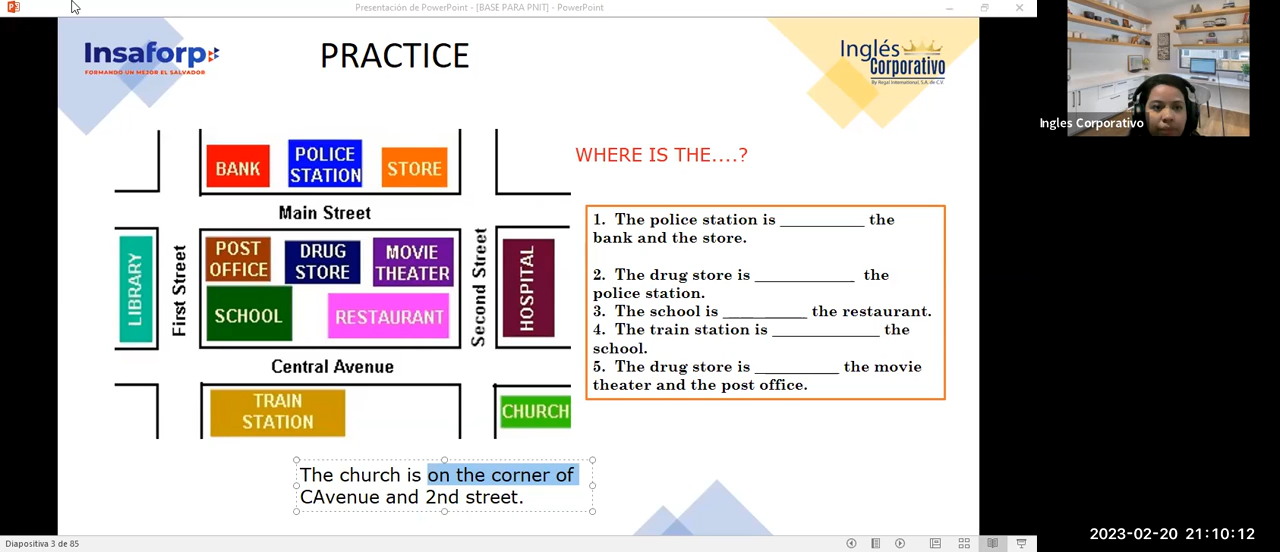 Presentación de PowerPoint - [BASE PARA PNIT] - PowerPoint
Insaforp
FORMANDO UN MEJOR EL SALVADOR
PRACTICE
Inglés
Corporativo
By Regal International, S.A. de C.V.
Ingles Corporativo
BANK
POLICE
STATION
STORE
WHERE IS THE....?
Main Street
LIBRARY
First Street
POST
OFFICE
DRUG
STORE
MOVIE
THEATER
SCHOOL
RESTAURANT
Second Street
HOSPITAL
Central Avenue
TRAIN
STATION
CHURCH
1. The police station is __________ the
bank and the store.
2. The drug store is ____________ the
police station.
3. The school is __________ the restaurant.
4. The train station is _____________ the
school.
5. The drug store is __________ the movie
theater and the post office.
The church is on the corner of
CAvenue and 2nd street.
Diapositiva 3 de 85
2023-02-20 21:10:12